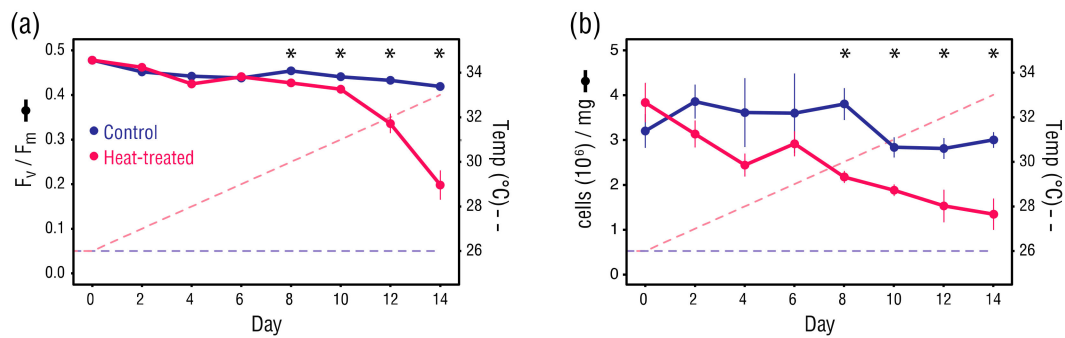 (a)
0.5
0.4
0.3
0.2
0.1
0.0
Fv / Fm
Control
Heat-treated
* * * *
34
32
30
28
26
Temp (°C) - -
0 2 4 6 8 10 12 14
Day
(b)
5
4
3
2
1
0
cells (10⁶) / mg
* * * *
34
32
30
28
26
Temp (°C) - -
0 2 4 6 8 10 12 14
Day